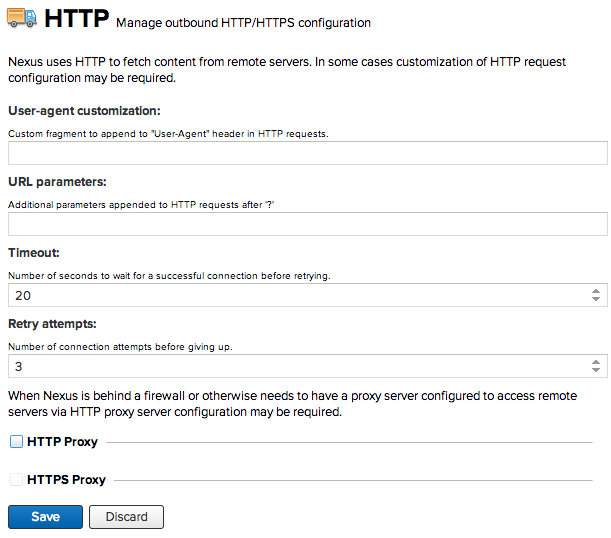 HTTP Manage outbound HTTP/HTTPS configuration
Nexus uses HTTP to fetch content from remote servers. In some cases customization of HTTP request
configuration may be required.
User-agent customization:
Custom fragment to append to "User-Agent" header in HTTP requests.
URL parameters:
Additional parameters appended to HTTP requests after '?'
Timeout:
Number of seconds to wait for a successful connection before retrying.
20
Retry attempts:
Number of connection attempts before giving up.
3
When Nexus is behind a firewall or otherwise needs to have a proxy server configured to access remote
servers via HTTP proxy server configuration may be required.
HTTP Proxy
HTTPS Proxy
Save Discard